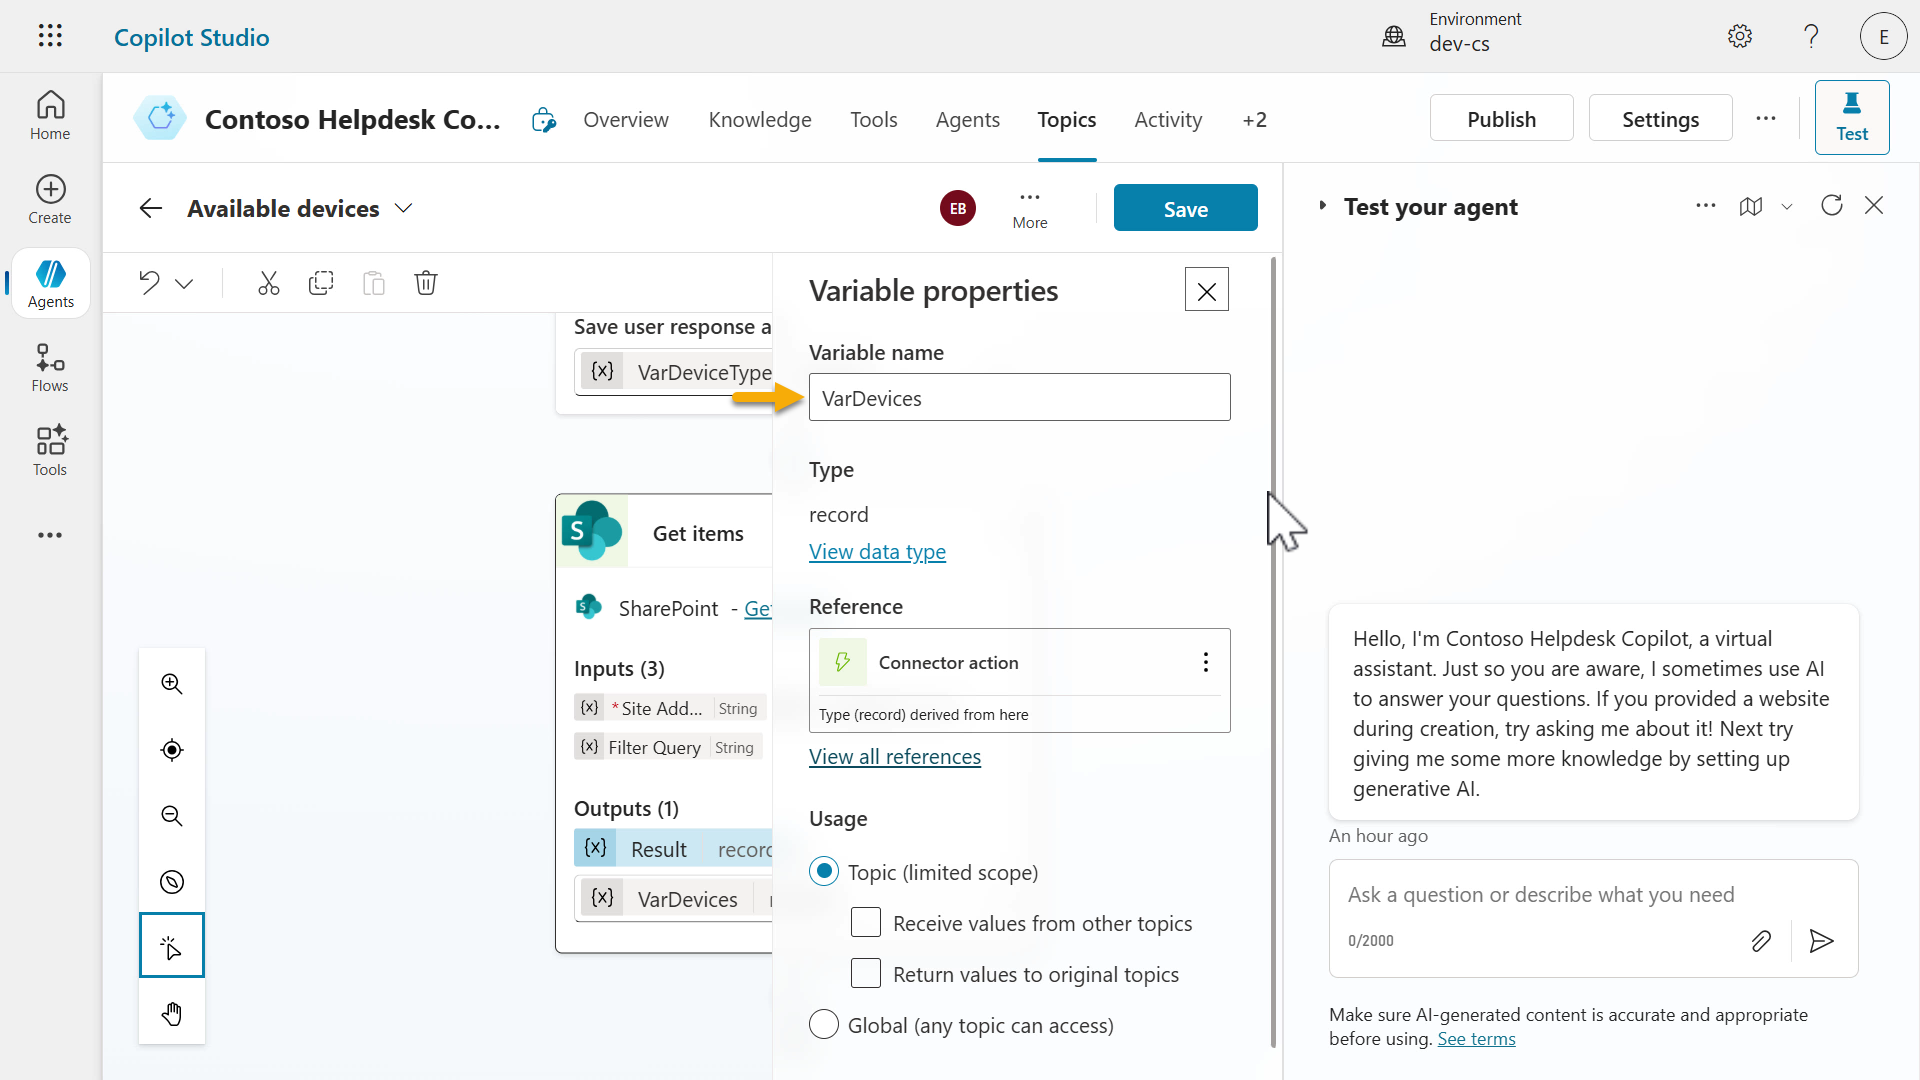 Copilot Studio
Environment
dev-cs
E
Home
Create
Agents
Flows
Tools
Contoso Helpdesk Co...
Overview
Knowledge
Tools
Agents
Topics
Activity
+2
Publish
Settings
Test
Available devices
EB
More
Save
Save user response a
{x} VarDeviceType
S
Get items
S SharePoint - Get
Inputs (3)
{x} *Site Add... String
{x} Filter Query String
Outputs (1)
{x} Result record
{x} VarDevices
Variable properties
Variable name
VarDevices
Type
record
View data type
Reference
Connector action
Type (record) derived from here
View all references
Usage
Topic (limited scope)
Receive values from other topics
Return values to original topics
Global (any topic can access)
Test your agent
Hello, I'm Contoso Helpdesk Copilot, a virtual
assistant. Just so you are aware, I sometimes use AI
to answer your questions. If you provided a website
during creation, try asking me about it! Next try
giving me some more knowledge by setting up
generative AI.
An hour ago
Ask a question or describe what you need
0/2000
Make sure AI-generated content is accurate and appropriate
before using. See terms